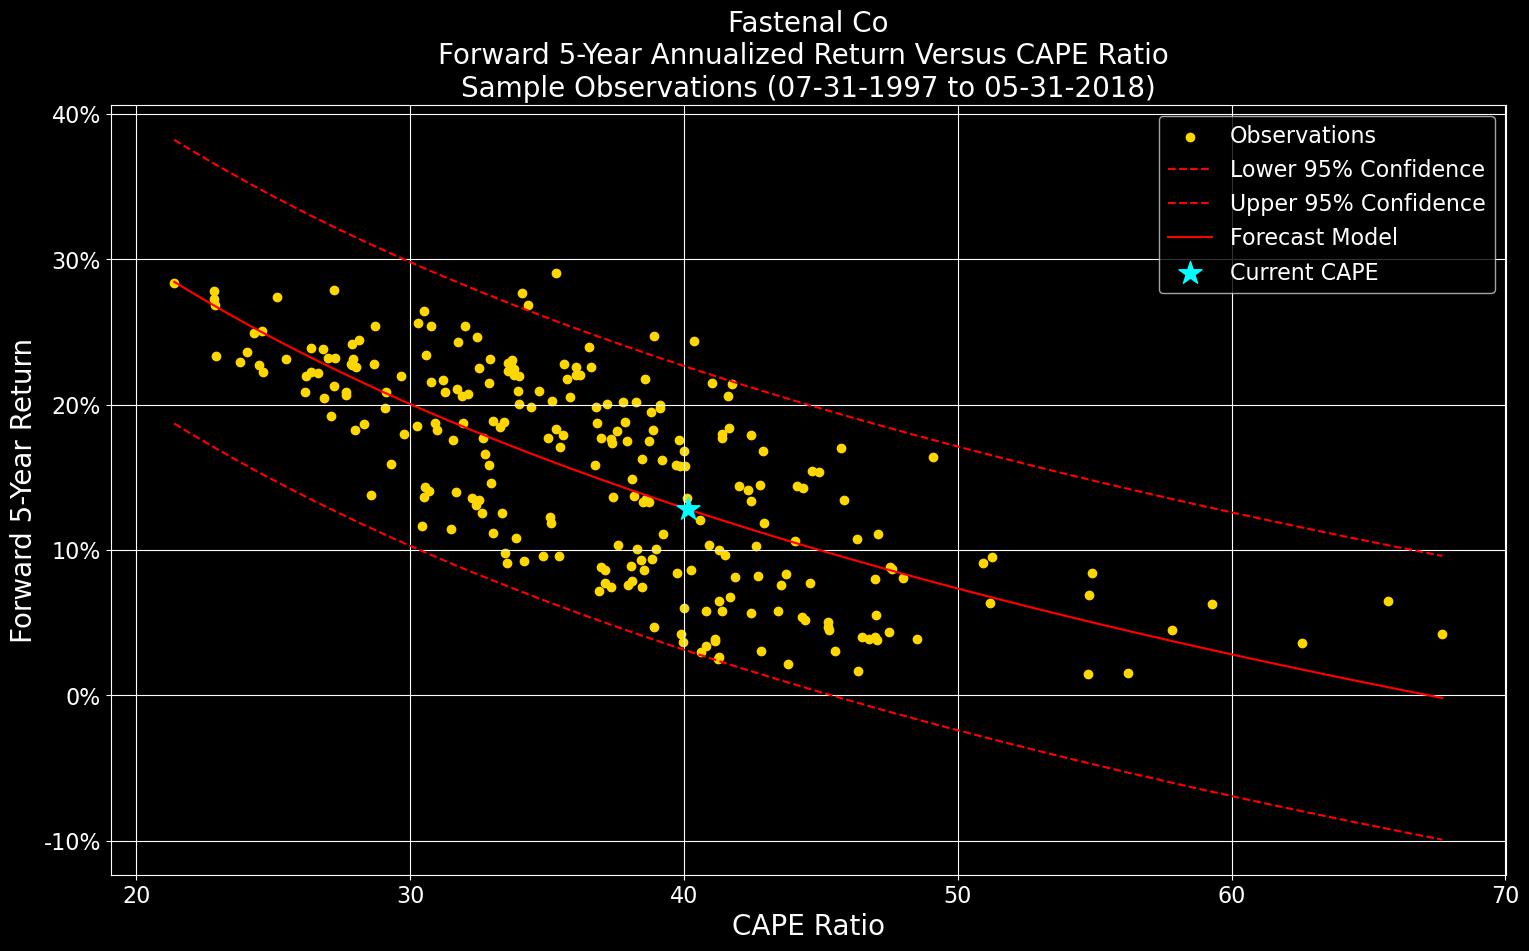 Fastenal Co
Forward 5-Year Annualized Return Versus CAPE Ratio
Sample Observations (07-31-1997 to 05-31-2018)
Forward 5-Year Return
40%
30%
20%
10%
0%
-10%
Observations
Lower 95% Confidence
Upper 95% Confidence
Forecast Model
Current CAPE
20 30 40 50 60 70
CAPE Ratio